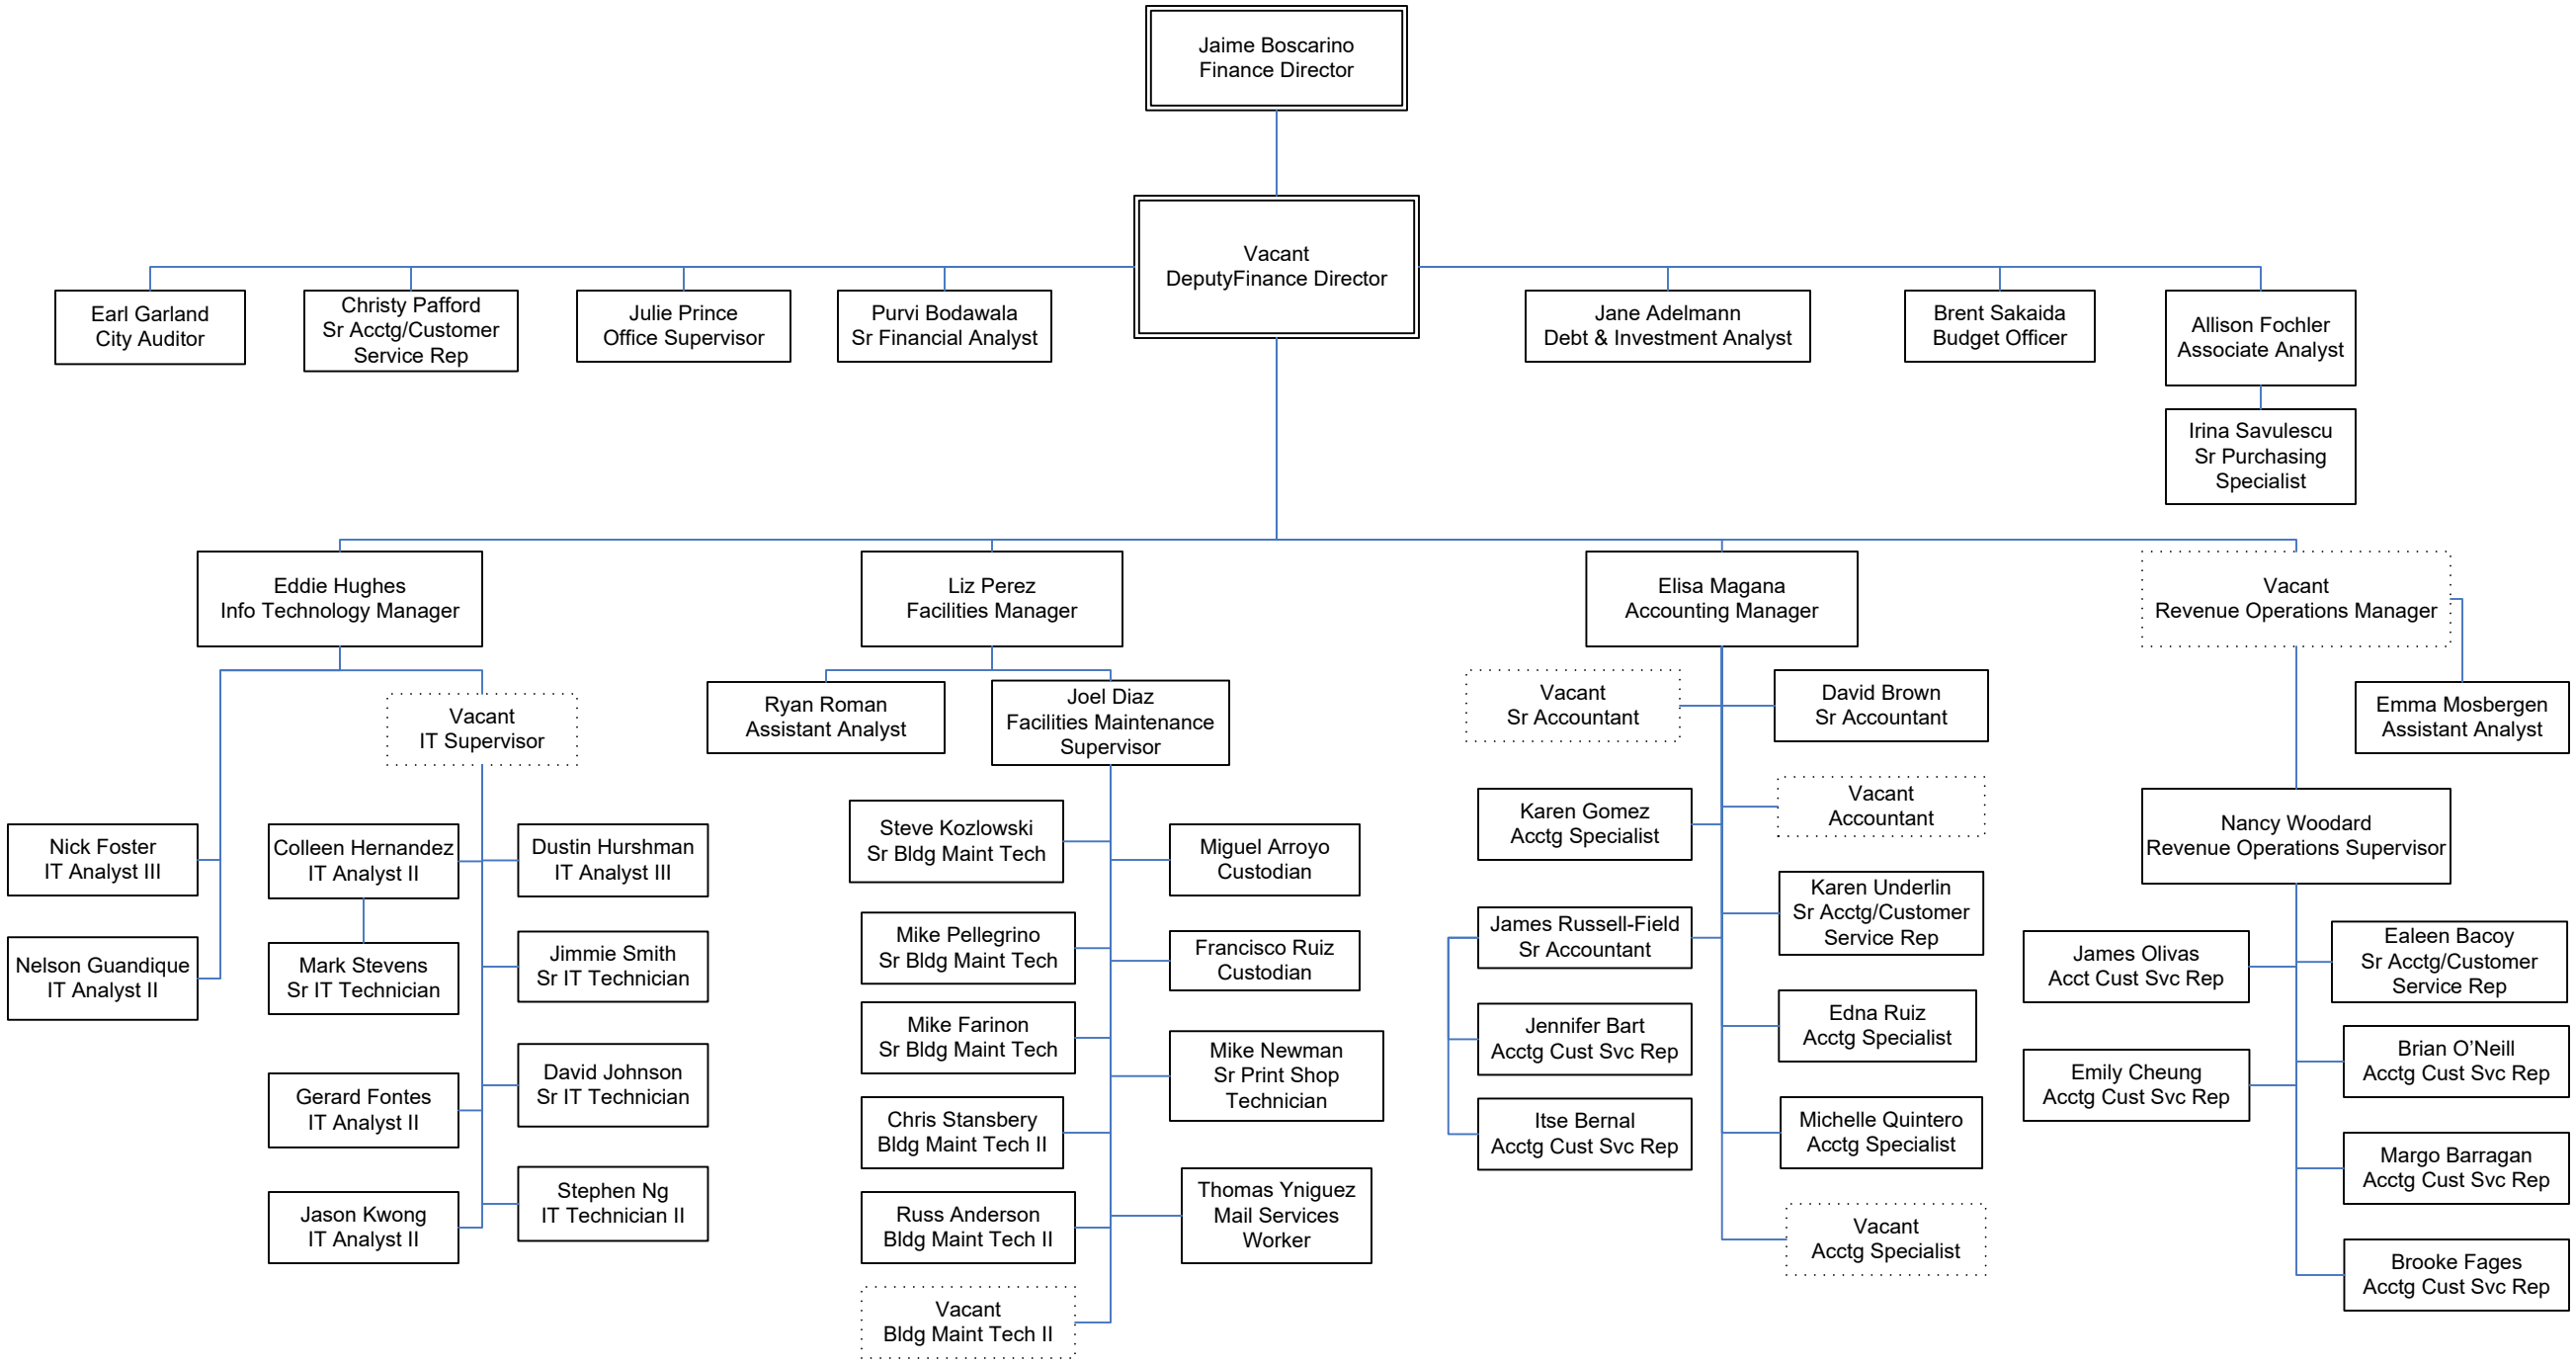 Jaime Boscarino
Finance Director
Vacant
DeputyFinance Director
Earl Garland
City Auditor
Christy Pafford
Sr Acctg/Customer
Service Rep
Julie Prince
Office Supervisor
Purvi Bodawala
Sr Financial Analyst
Jane Adelmann
Debt & Investment Analyst
Brent Sakaida
Budget Officer
Allison Fochler
Associate Analyst
Irina Savulescu
Sr Purchasing
Specialist
Eddie Hughes
Info Technology Manager
Liz Perez
Facilities Manager
Elisa Magana
Accounting Manager
Vacant
Revenue Operations Manager
Vacant
IT Supervisor
Nick Foster
IT Analyst III
Nelson Guandique
IT Analyst II
Colleen Hernandez
IT Analyst II
Mark Stevens
Sr IT Technician
Gerard Fontes
IT Analyst II
Jason Kwong
IT Analyst II
Dustin Hurshman
IT Analyst III
Jimmie Smith
Sr IT Technician
David Johnson
Sr IT Technician
Stephen Ng
IT Technician II
Ryan Roman
Assistant Analyst
Joel Diaz
Facilities Maintenance
Supervisor
Steve Kozlowski
Sr Bldg Maint Tech
Mike Pellegrino
Sr Bldg Maint Tech
Mike Farinon
Sr Bldg Maint Tech
Chris Stansbery
Bldg Maint Tech II
Russ Anderson
Bldg Maint Tech II
Vacant
Bldg Maint Tech II
Miguel Arroyo
Custodian
Francisco Ruiz
Custodian
Mike Newman
Sr Print Shop
Technician
Thomas Yniguez
Mail Services
Worker
Vacant
Sr Accountant
Karen Gomez
Acctg Specialist
James Russell-Field
Sr Accountant
Jennifer Bart
Acctg Cust Svc Rep
Itse Bernal
Acctg Cust Svc Rep
David Brown
Sr Accountant
Vacant
Accountant
Karen Underlin
Sr Acctg/Customer
Service Rep
Edna Ruiz
Acctg Specialist
Michelle Quintero
Acctg Specialist
Vacant
Acctg Specialist
Emma Mosbergen
Assistant Analyst
Nancy Woodard
Revenue Operations Supervisor
James Olivas
Acct Cust Svc Rep
Emily Cheung
Acctg Cust Svc Rep
Ealeen Bacoy
Sr Acctg/Customer
Service Rep
Brian O’Neill
Acctg Cust Svc Rep
Margo Barragan
Acctg Cust Svc Rep
Brooke Fages
Acctg Cust Svc Rep